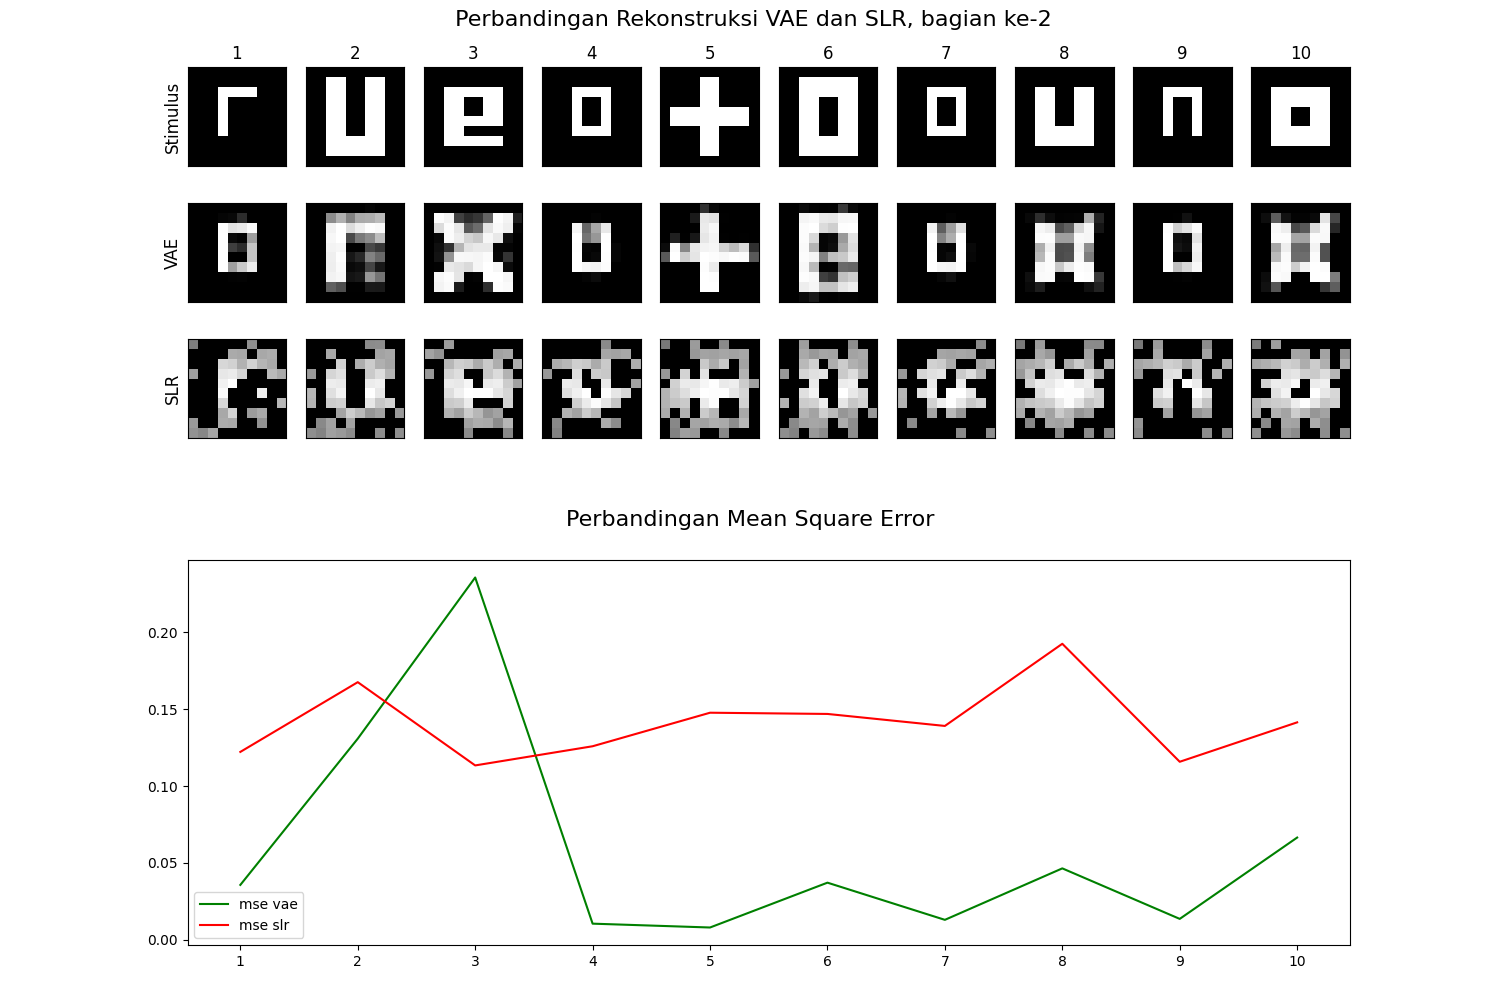 Perbandingan Rekonstruksi VAE dan SLR, bagian ke-2
1 2 3 4 5 6 7 8 9 10
Stimulus
VAE
SLR
Perbandingan Mean Square Error
0.20
0.15
0.10
0.05
0.00
mse vae
mse slr
1 2 3 4 5 6 7 8 9 10